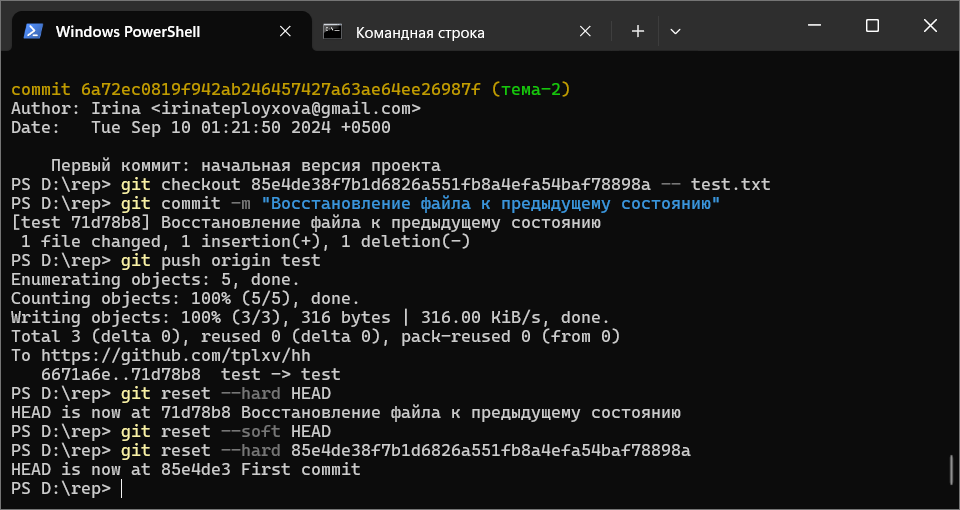 Windows PowerShell
Командная строка
commit 6a72ec0819f942ab246457427a63ae64ee26987f (тема-2)
Author: Irina <irinateployxova@gmail.com>
Date:   Tue Sep 10 01:21:50 2024 +0500
    Первый коммит: начальная версия проекта
PS D:\rep> git checkout 85e4de38f7b1d6826a551fb8a4efa54baf78898a -- test.txt
PS D:\rep> git commit -m "Восстановление файла к предыдущему состоянию"
[test 71d78b8] Восстановление файла к предыдущему состоянию
 1 file changed, 1 insertion(+), 1 deletion(-)
PS D:\rep> git push origin test
Enumerating objects: 5, done.
Counting objects: 100% (5/5), done.
Writing objects: 100% (3/3), 316 bytes | 316.00 KiB/s, done.
Total 3 (delta 0), reused 0 (delta 0), pack-reused 0 (from 0)
To https://github.com/tplxv/hh
   6671a6e..71d78b8  test -> test
PS D:\rep> git reset --hard HEAD
HEAD is now at 71d78b8 Восстановление файла к предыдущему состоянию
PS D:\rep> git reset --soft HEAD
PS D:\rep> git reset --hard 85e4de38f7b1d6826a551fb8a4efa54baf78898a
HEAD is now at 85e4de3 First commit
PS D:\rep>